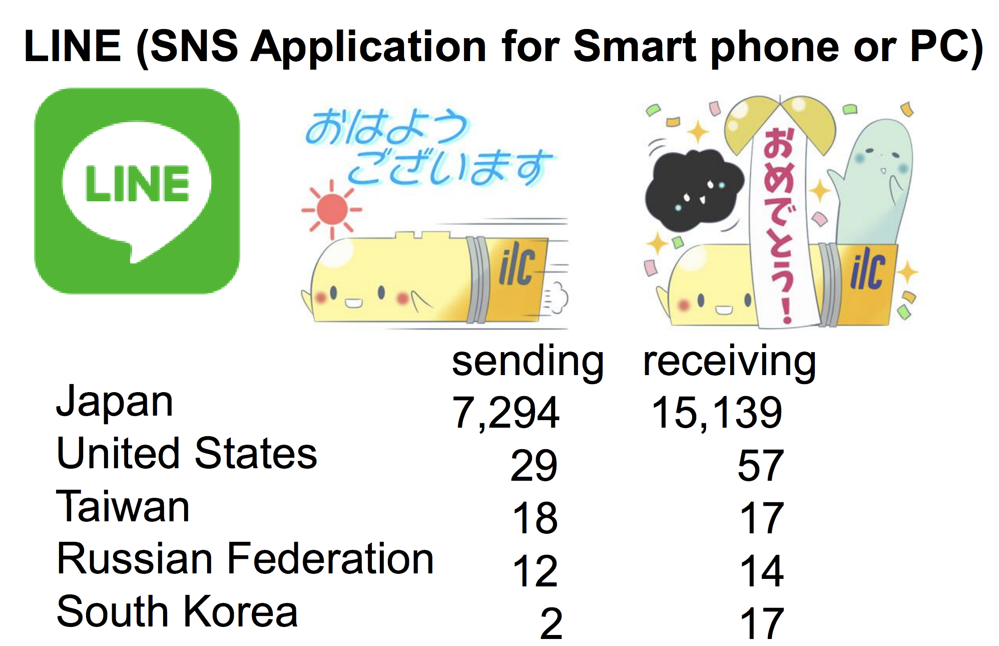 LINE (SNS Application for Smart phone or PC)
LINE
おはよう
ございます
ilc
おめでとう!
ilc
sending receiving
Japan 7,294 15,139
United States 29 57
Taiwan 18 17
Russian Federation 12 14
South Korea 2 17